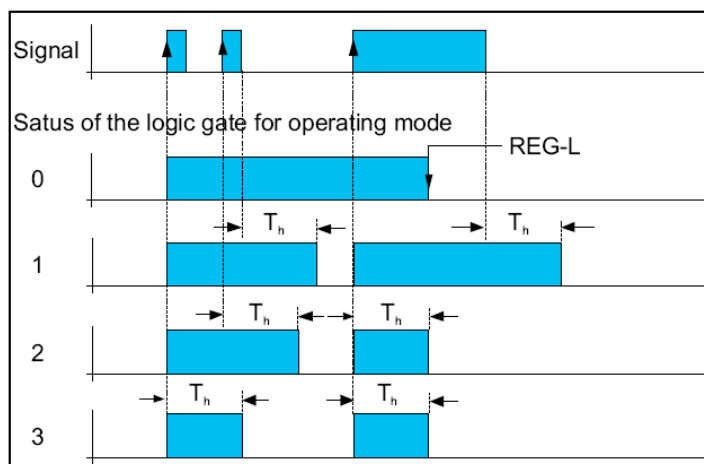 Signal
Satus of the logic gate for operating mode
REG-L
0
Th Th
1
Th Th
2
Th Th
3